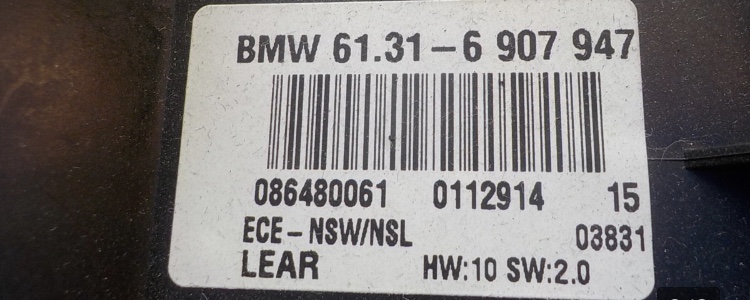 BMW 61.31-6 907 947
086480061 0112914 15
ECE-NSW/NSL 03831
LEAR HW:10 SW:2.0